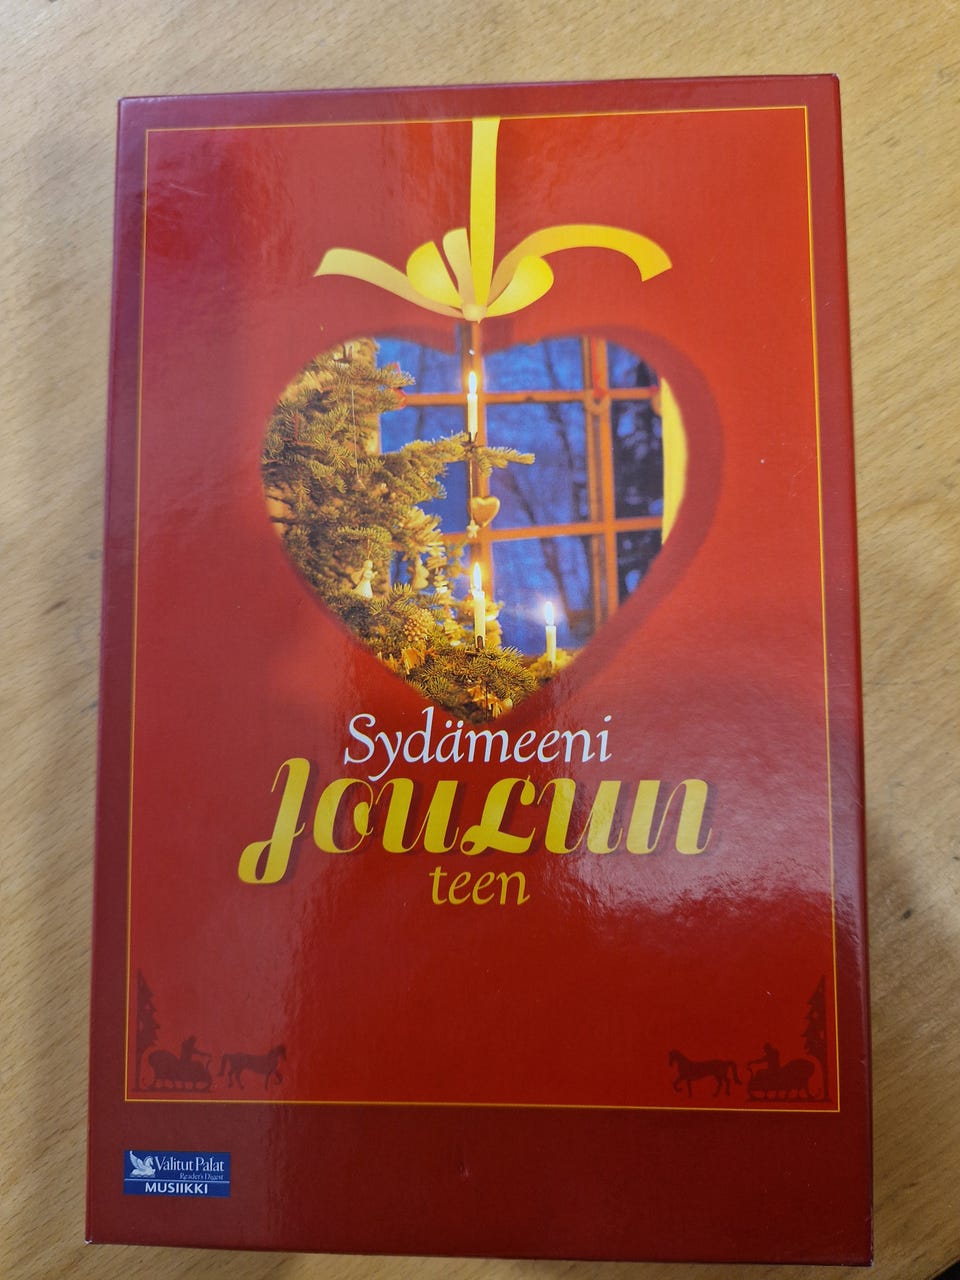 Sydämeeni
JouLun
teen
Valitut Palat
Reader's Digest
MUSIIKKI